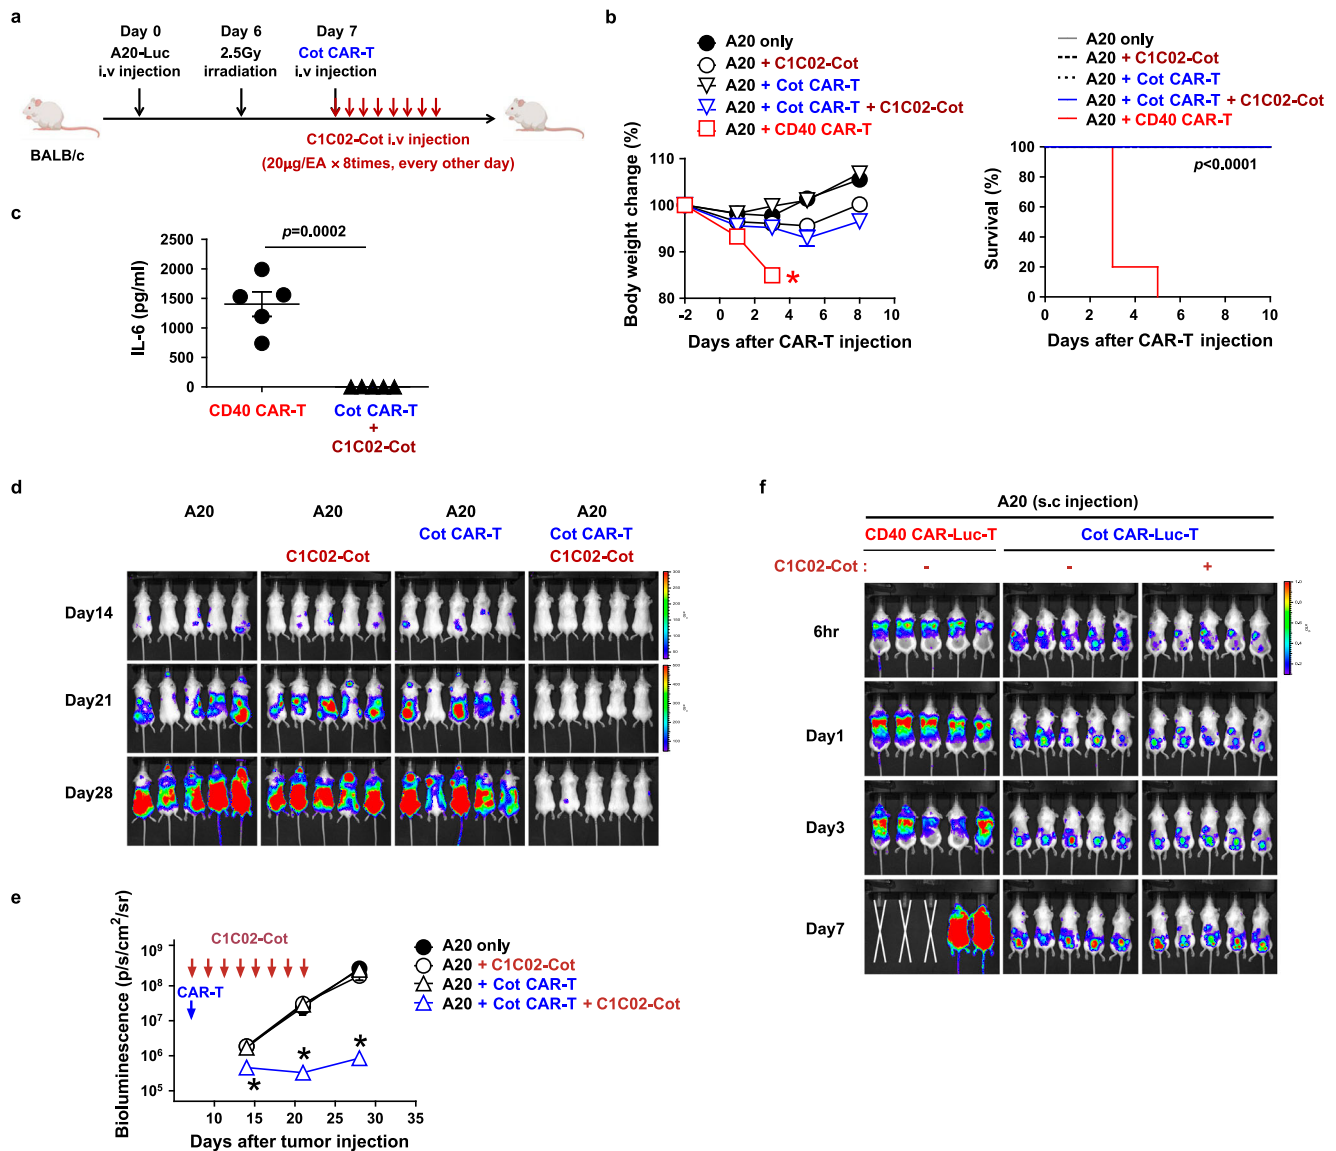 a
Day 0
A20-Luc
i.v injection
Day 6
2.5Gy
irradiation
Day 7
Cot CAR-T
i.v injection
BALB/c
C1C02-Cot i.v injection
(20μg/EA × 8times, every other day)
b
A20 only
A20 + C1C02-Cot
A20 + Cot CAR-T
A20 + Cot CAR-T + C1C02-Cot
A20 + CD40 CAR-T
Body weight change (%)
110
100
90
80
*
-2 0 2 4 6 8 10
Days after CAR-T injection
A20 only
A20 + C1C02-Cot
A20 + Cot CAR-T
A20 + Cot CAR-T + C1C02-Cot
A20 + CD40 CAR-T
Survival (%)
100
80
60
40
20
0
p<0.0001
0 2 4 6 8 10
Days after CAR-T injection
c
IL-6 (pg/ml)
2500
2000
1500
1000
500
0
p=0.0002
CD40 CAR-T
Cot CAR-T
+
C1C02-Cot
d
A20
A20
C1C02-Cot
A20
Cot CAR-T
A20
Cot CAR-T
C1C02-Cot
Day14
Day21
Day28
e
Bioluminescence (p/s/cm²/sr)
10⁹
10⁸
10⁷
10⁶
10⁵
C1C02-Cot
CAR-T
* * *
10 15 20 25 30 35
Days after tumor injection
A20 only
A20 + C1C02-Cot
A20 + Cot CAR-T
A20 + Cot CAR-T + C1C02-Cot
f
A20 (s.c injection)
CD40 CAR-Luc-T
Cot CAR-Luc-T
C1C02-Cot : - - +
6hr
Day1
Day3
Day7